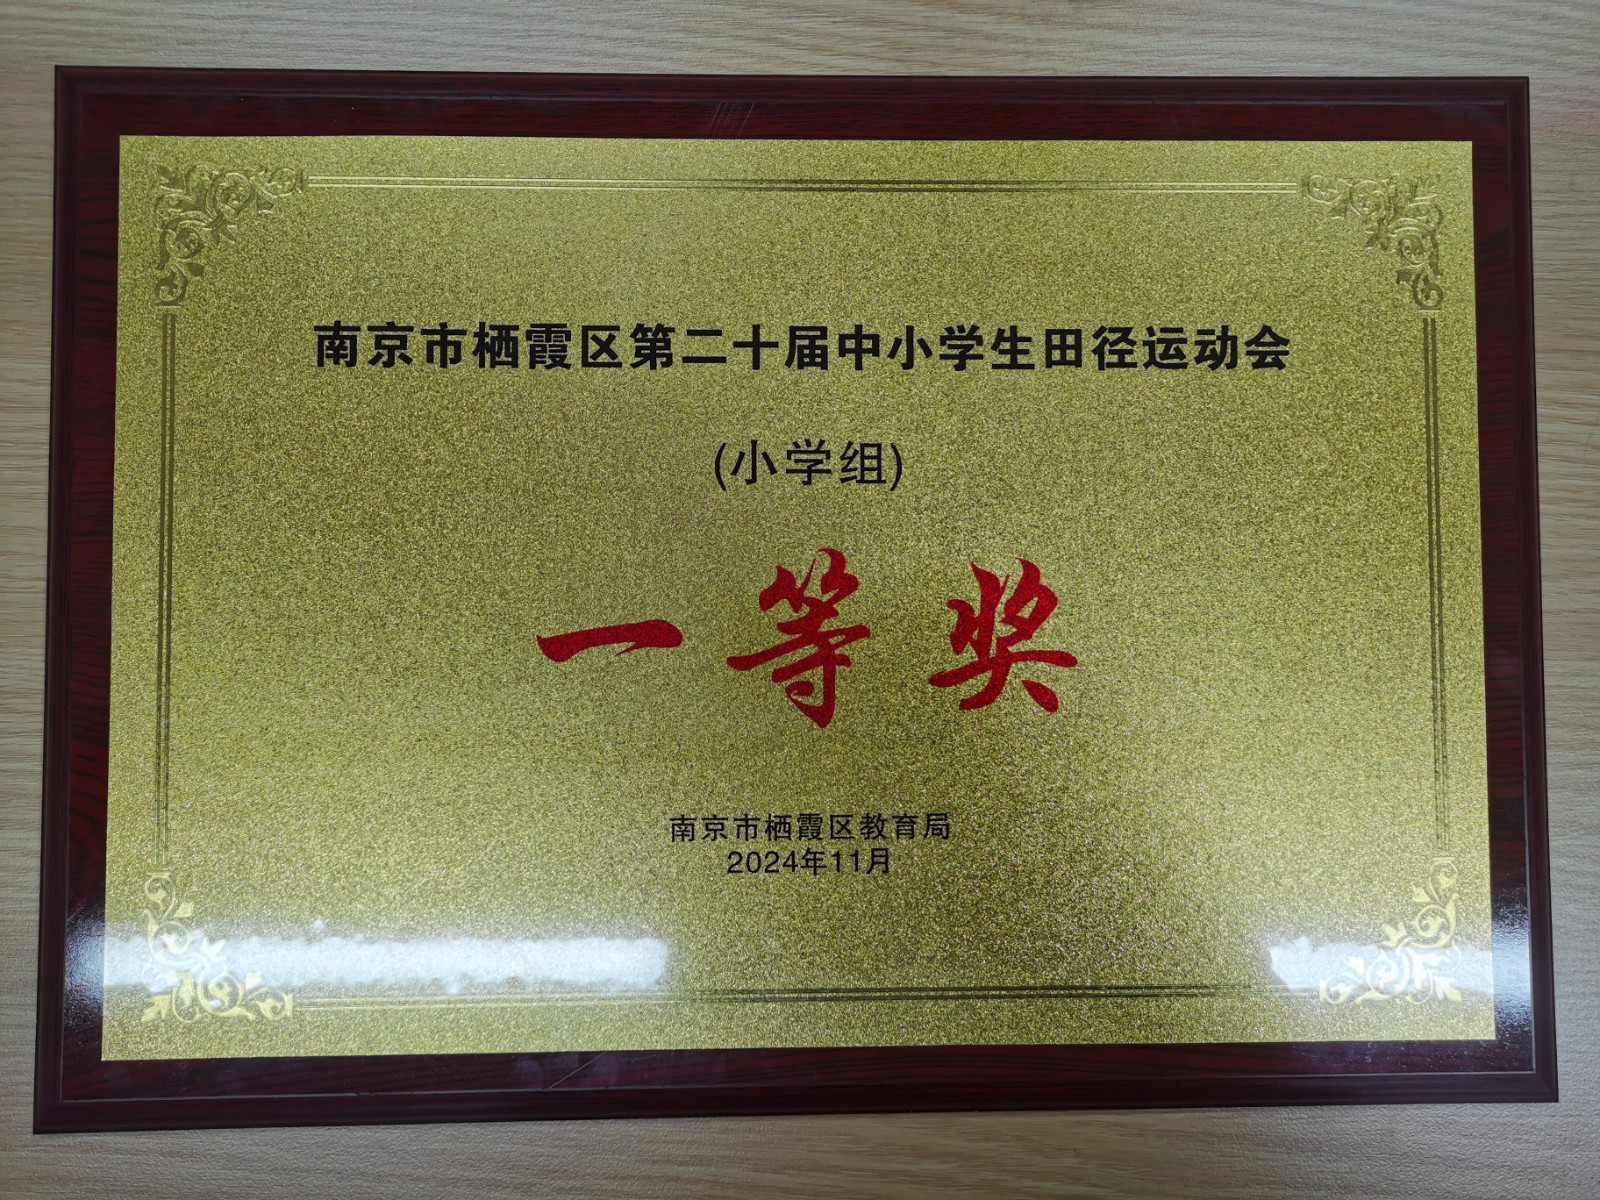 南京市栖霞区第二十届中小学生田径运动会
(小学组)
一等奖
南京市栖霞区教育局
2024年11月